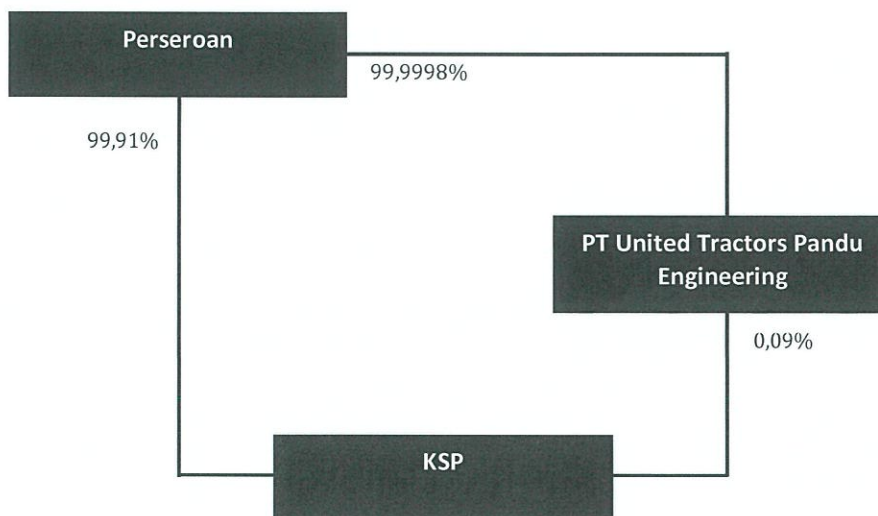 Perseroan
99,9998%
99,91%
PT United Tractors Pandu
Engineering
0,09%
KSP